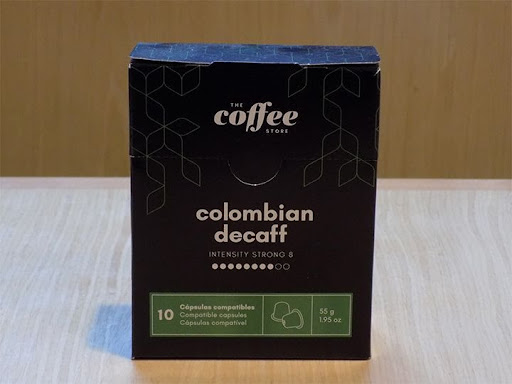 THE
coffee
STORE
colombian
decaff
INTENSITY STRONG 8
10
Cápsulas compatibles
Compatible capsules
Cápsulas compatível
55 g
1.95 oz.